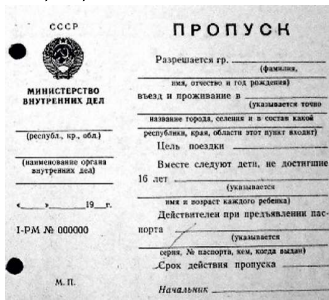 СССР
МИНИСТЕРСТВО
ВНУТРЕННИХ ДЕЛ
(республ., кр., обл.)
(наименование органа
внутренних дел)
«___»______19__г.
I-РМ № 000000
М. П.
ПРОПУСК
Разрешается гр.
(фамилия,
имя, отчество и год рождения)
въезд и проживание в
(указывается точно
название города, селения и в состав какой
республики, края, области этот пункт входит)
Цель поездки
Вместе следуют дети, не достигшие
16 лет
(указывается
имя и возраст каждого ребенка)
Действителен при предъявлении пас-
порта
(указывается
серия, № паспорта, кем, когда выдан)
Срок действия пропуска
Начальник